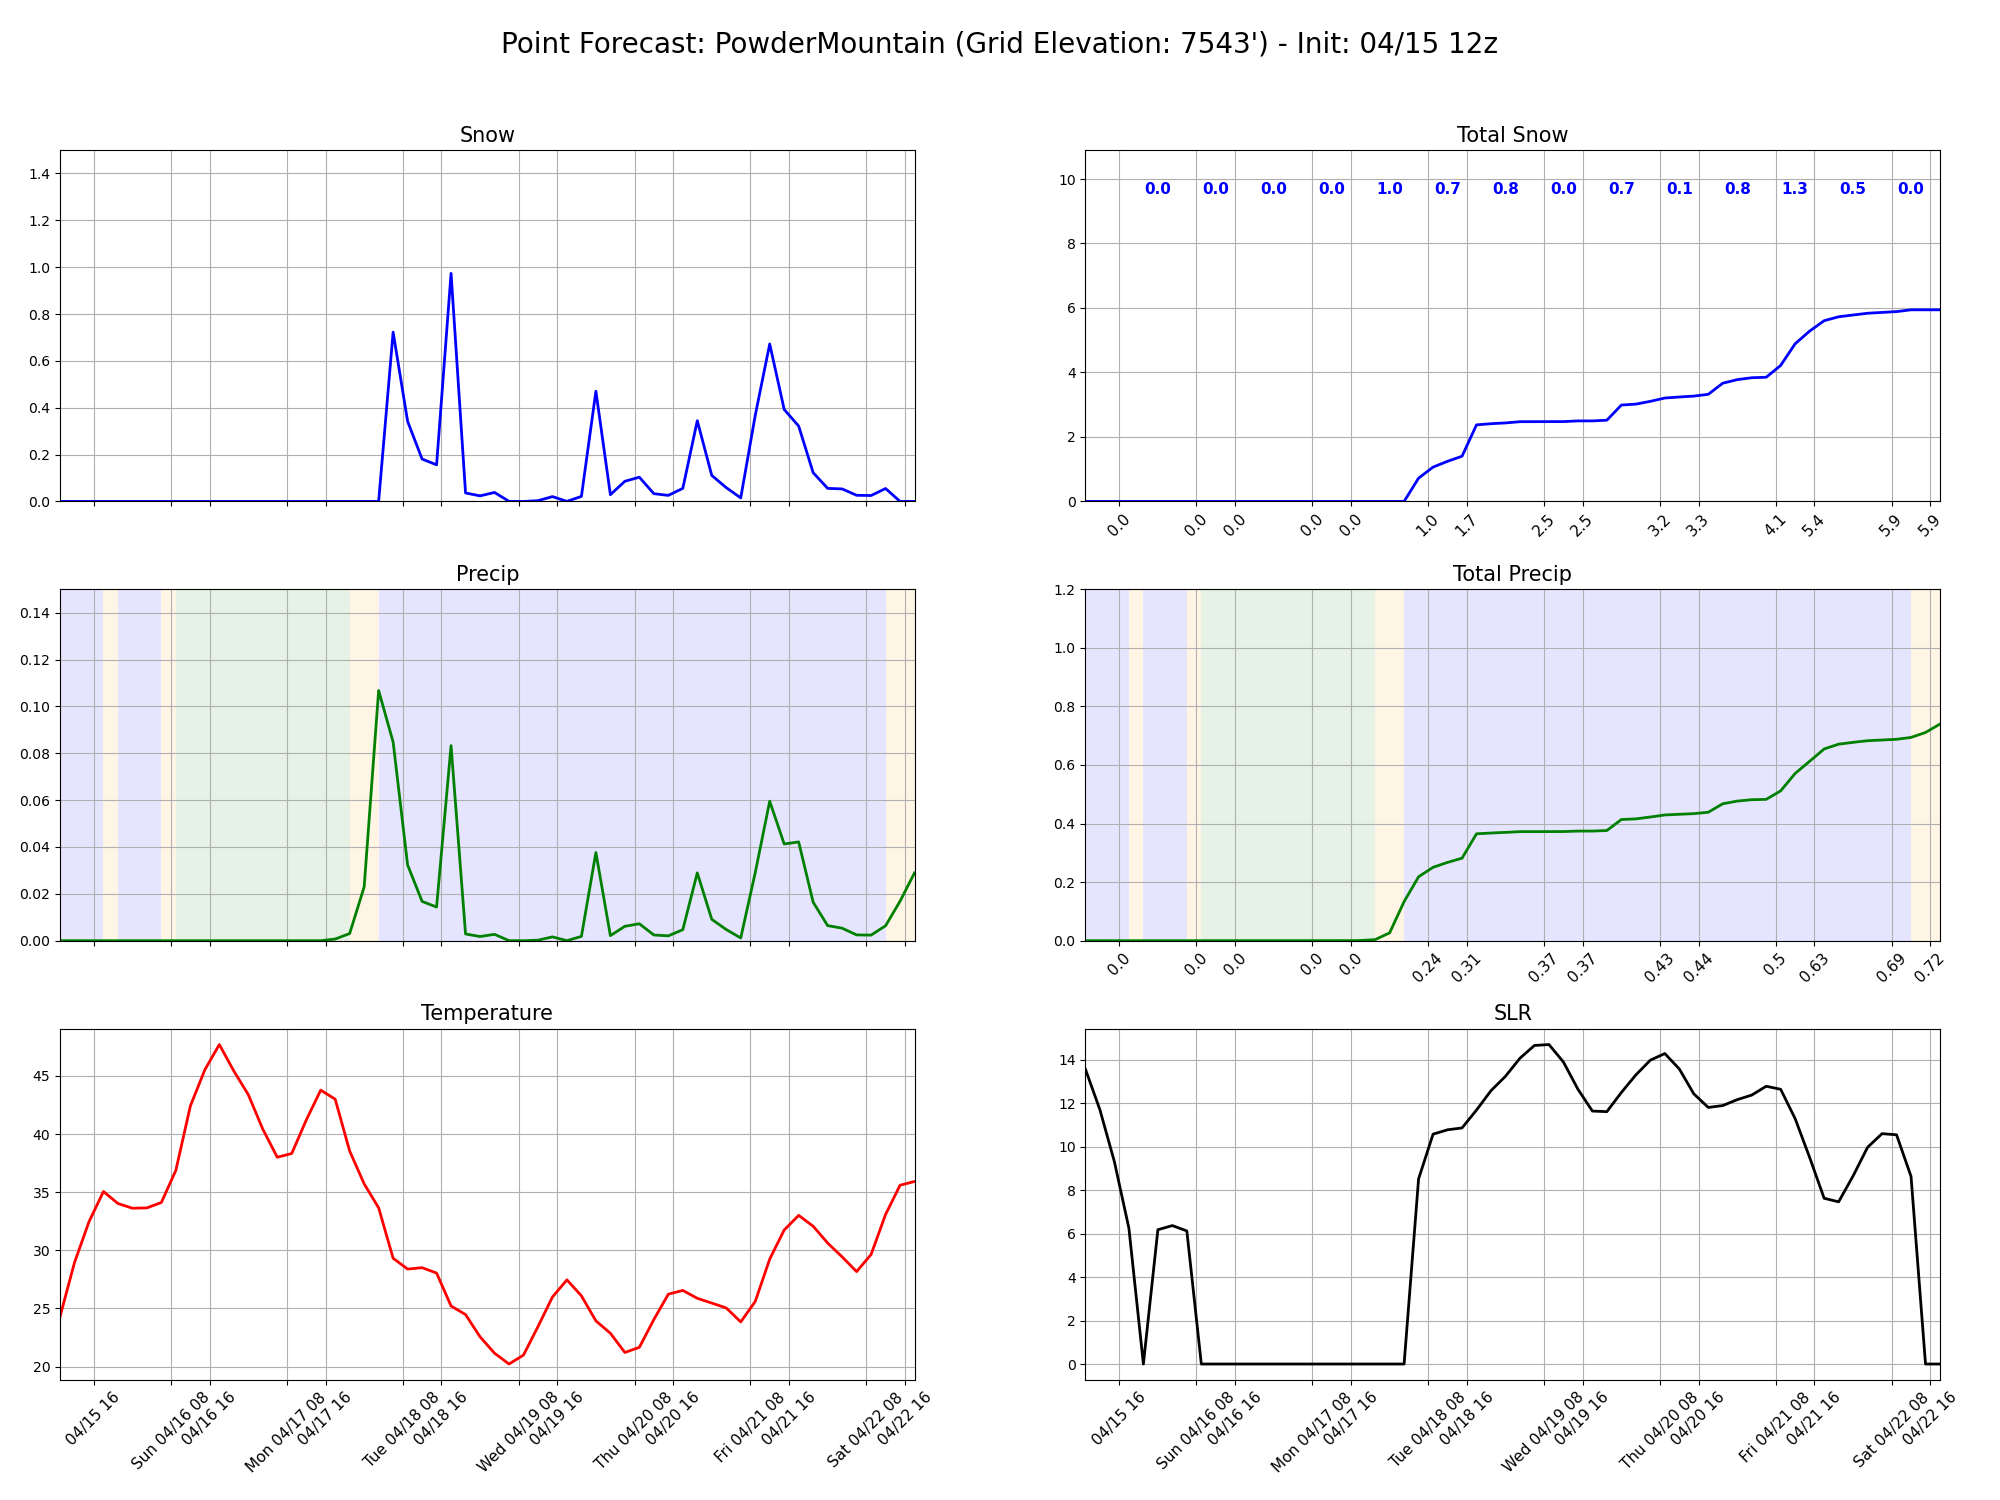 Point Forecast: PowderMountain (Grid Elevation: 7543') - Init: 04/15 12z
Snow
1.4
1.2
1.0
0.8
0.6
0.4
0.2
0.0
Total Snow
10
8
6
4
2
0
0.0 0.0 0.0 0.0 1.0 0.7 0.8 0.0 0.7 0.1 0.8 1.3 0.5 0.0
0.0 0.0 0.0 0.0 0.0 1.0 1.7 2.5 2.5 3.2 3.3 4.1 5.4 5.9 5.9
Precip
0.14
0.12
0.10
0.08
0.06
0.04
0.02
0.00
Total Precip
1.2
1.0
0.8
0.6
0.4
0.2
0.0
0.0 0.0 0.0 0.0 0.0 0.24 0.31 0.37 0.37 0.43 0.44 0.5 0.63 0.69 0.72
Temperature
45
40
35
30
25
20
04/15 16
Sun 04/16 08
04/16 16
Mon 04/17 08
04/17 16
Tue 04/18 08
04/18 16
Wed 04/19 08
04/19 16
Thu 04/20 08
04/20 16
Fri 04/21 08
04/21 16
Sat 04/22 08
04/22 16
SLR
14
12
10
8
6
4
2
0
04/15 16
Sun 04/16 08
04/16 16
Mon 04/17 08
04/17 16
Tue 04/18 08
04/18 16
Wed 04/19 08
04/19 16
Thu 04/20 08
04/20 16
Fri 04/21 08
04/21 16
Sat 04/22 08
04/22 16